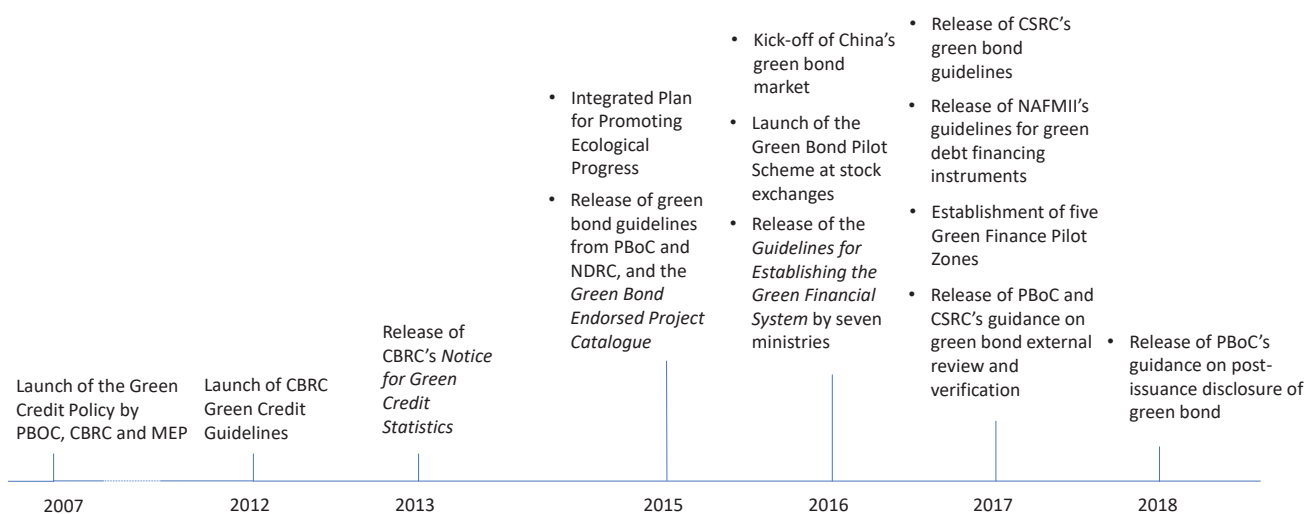 Launch of the Green
Credit Policy by
PBOC, CBRC and MEP
Launch of CBRC
Green Credit
Guidelines
Release of
CBRC’s Notice
for Green
Credit
Statistics
• Integrated Plan
for Promoting
Ecological
Progress
• Release of green
bond guidelines
from PBoC and
NDRC, and the
Green Bond
Endorsed Project
Catalogue
• Kick-off of China’s
green bond
market
• Launch of the
Green Bond Pilot
Scheme at stock
exchanges
• Release of the
Guidelines for
Establishing the
Green Financial
System by seven
ministries
• Release of CSRC’s
green bond
guidelines
• Release of NAFMII’s
guidelines for green
debt financing
instruments
• Establishment of five
Green Finance Pilot
Zones
• Release of PBoC and
CSRC’s guidance on
green bond external
review and
verification
• Release of PBoC’s
guidance on post-
issuance disclosure of
green bond
2007
2012
2013
2015
2016
2017
2018